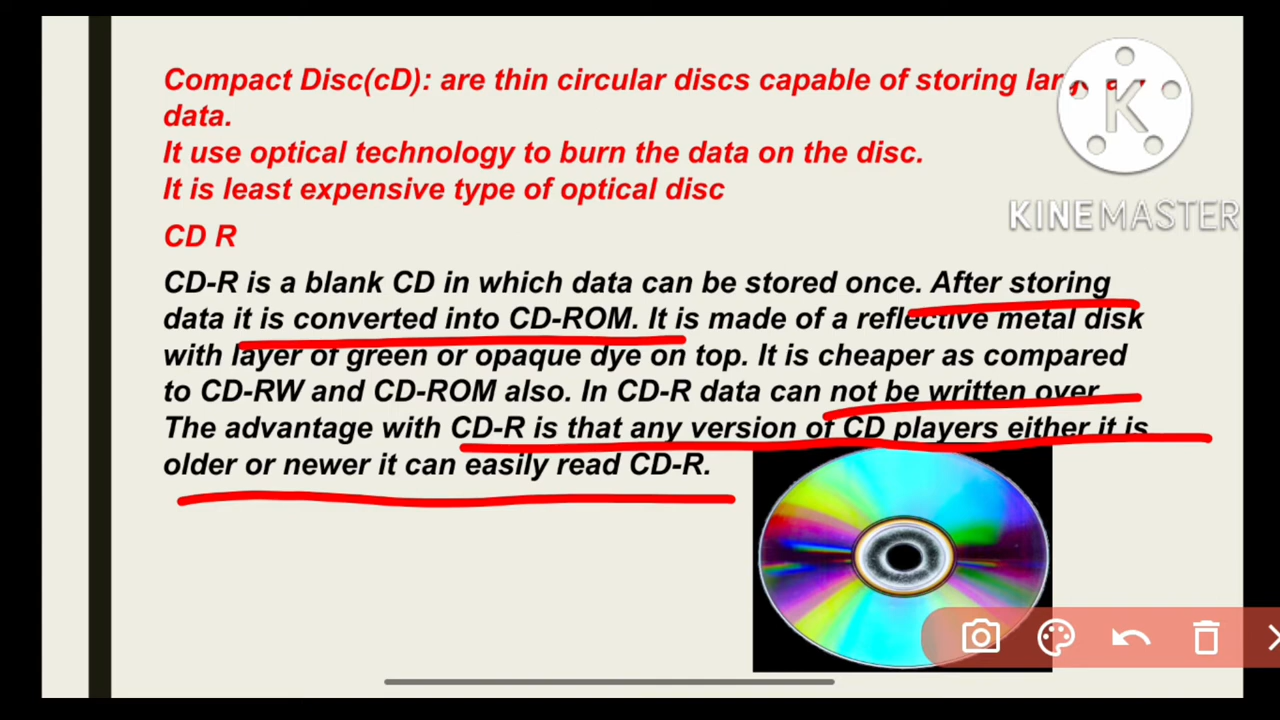 Compact Disc(cD): are thin circular discs capable of storing large
data.
It use optical technology to burn the data on the disc.
It is least expensive type of optical disc
CD R
CD-R is a blank CD in which data can be stored once. After storing
data it is converted into CD-ROM. It is made of a reflective metal disk
with layer of green or opaque dye on top. It is cheaper as compared
to CD-RW and CD-ROM also. In CD-R data can not be written over
The advantage with CD-R is that any version of CD players either it is
older or newer it can easily read CD-R.
K
KINEMASTER